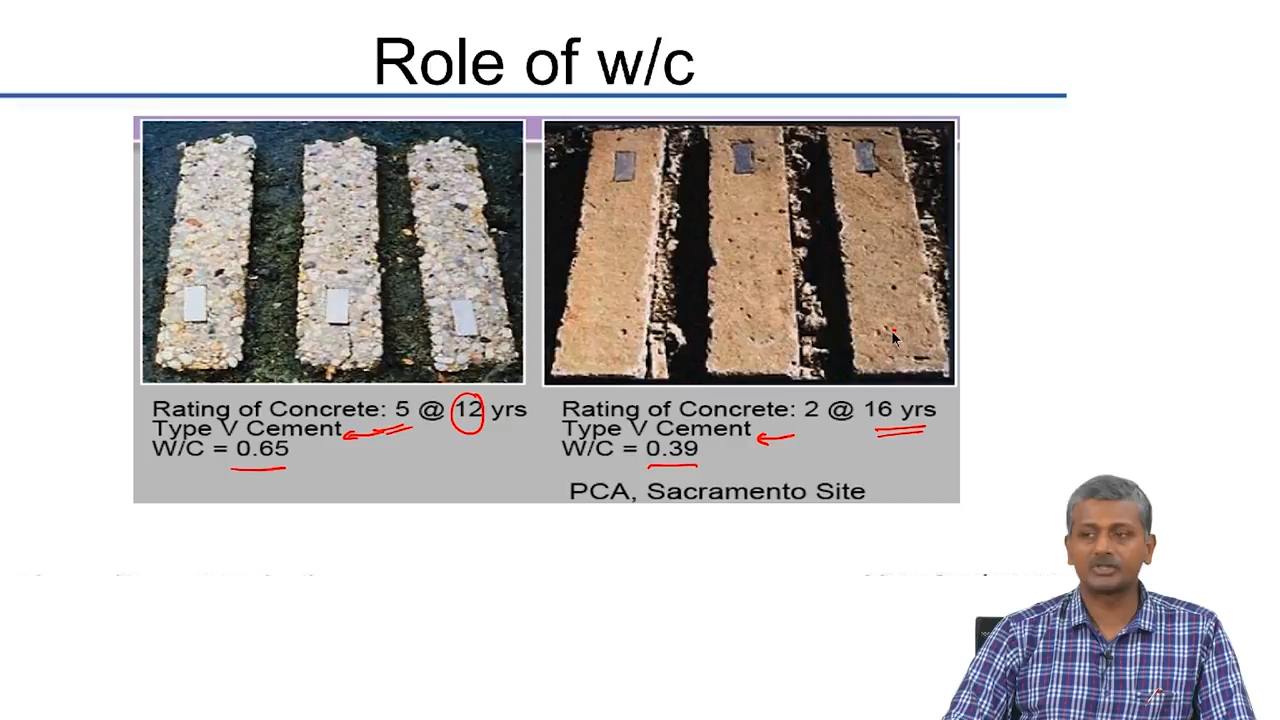 Role of w/c
Rating of Concrete: 5 @ 12 yrs
Type V Cement
W/C = 0.65
Rating of Concrete: 2 @ 16 yrs
Type V Cement
W/C = 0.39
PCA, Sacramento Site